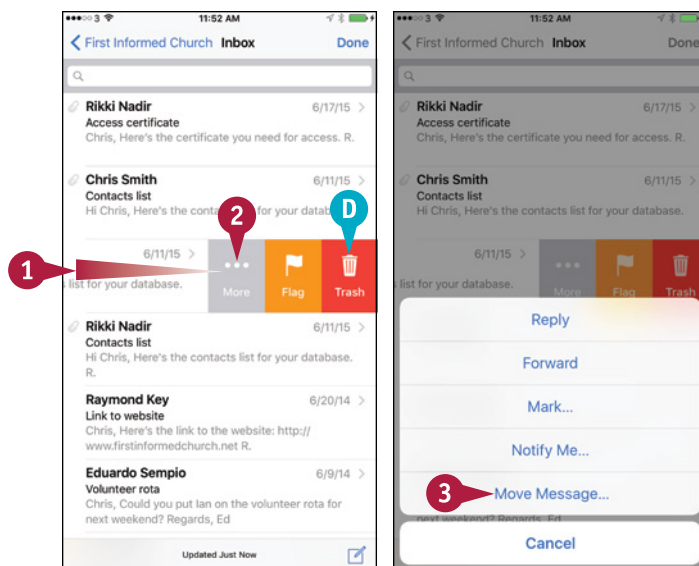 3 11:52 AM
First Informed Church Inbox Done
Rikki Nadir 6/17/15
Access certificate
Chris, Here's the certificate you need for access. R.
Chris Smith 6/11/15
Contacts list
Hi Chris, Here's the conta for your datab
2
D
1
6/11/15
list for your database.
More Flag Trash
Rikki Nadir 6/11/15
Contacts list
Hi Chris, Here's the contacts list for your database.
R.
Raymond Key 6/20/14
Link to website
Chris, Here's the link to the website: http://
www.firstinformedchurch.net R.
Eduardo Sempio 6/9/14
Volunteer rota
Chris, Could you put Ian on the volunteer rota for
next weekend? Regards, Ed
Updated Just Now
3 11:52 AM
First Informed Church Inbox Done
Rikki Nadir 6/17/15
Access certificate
Chris, Here's the certificate you need for access. R.
Chris Smith 6/11/15
Contacts list
Hi Chris, Here's the contacts list for your database.
6/11/15
list for your database.
More Flag Trash
Reply
Forward
Mark...
Notify Me...
3
Move Message...
next weekend? Regards, Ed
Cancel